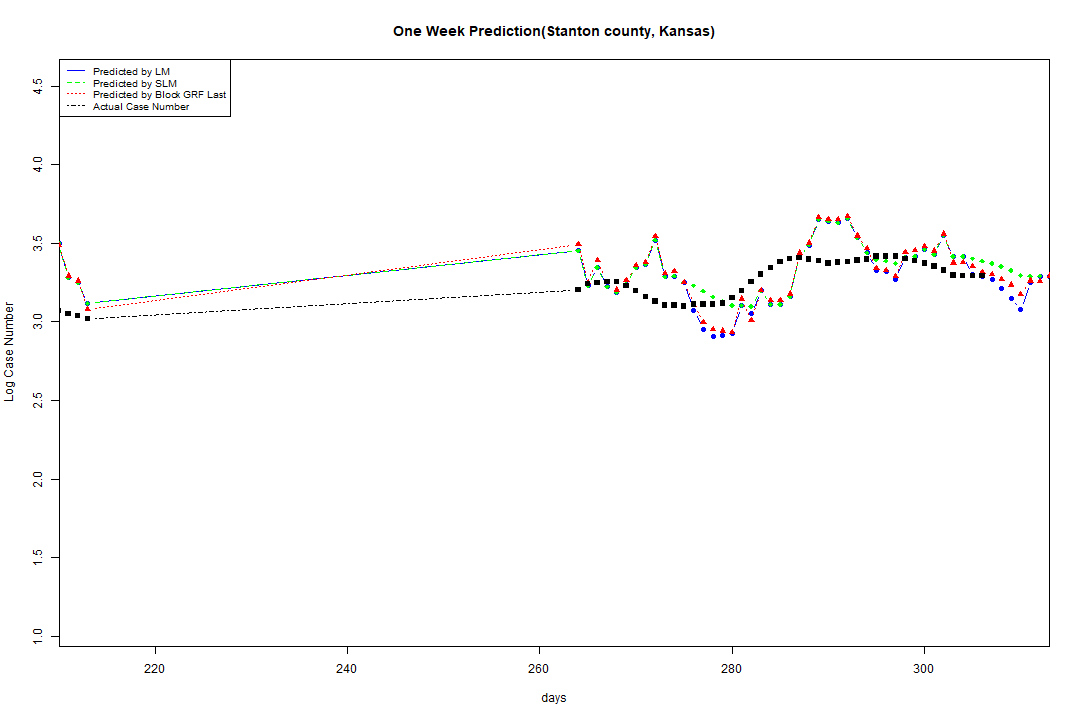 One Week Prediction(Stanton county, Kansas)
Predicted by LM
Predicted by SLM
Predicted by Block GRF Last
Actual Case Number
4.5
4.0
3.5
3.0
2.5
2.0
1.5
1.0
Log Case Number
220 240 260 280 300
days